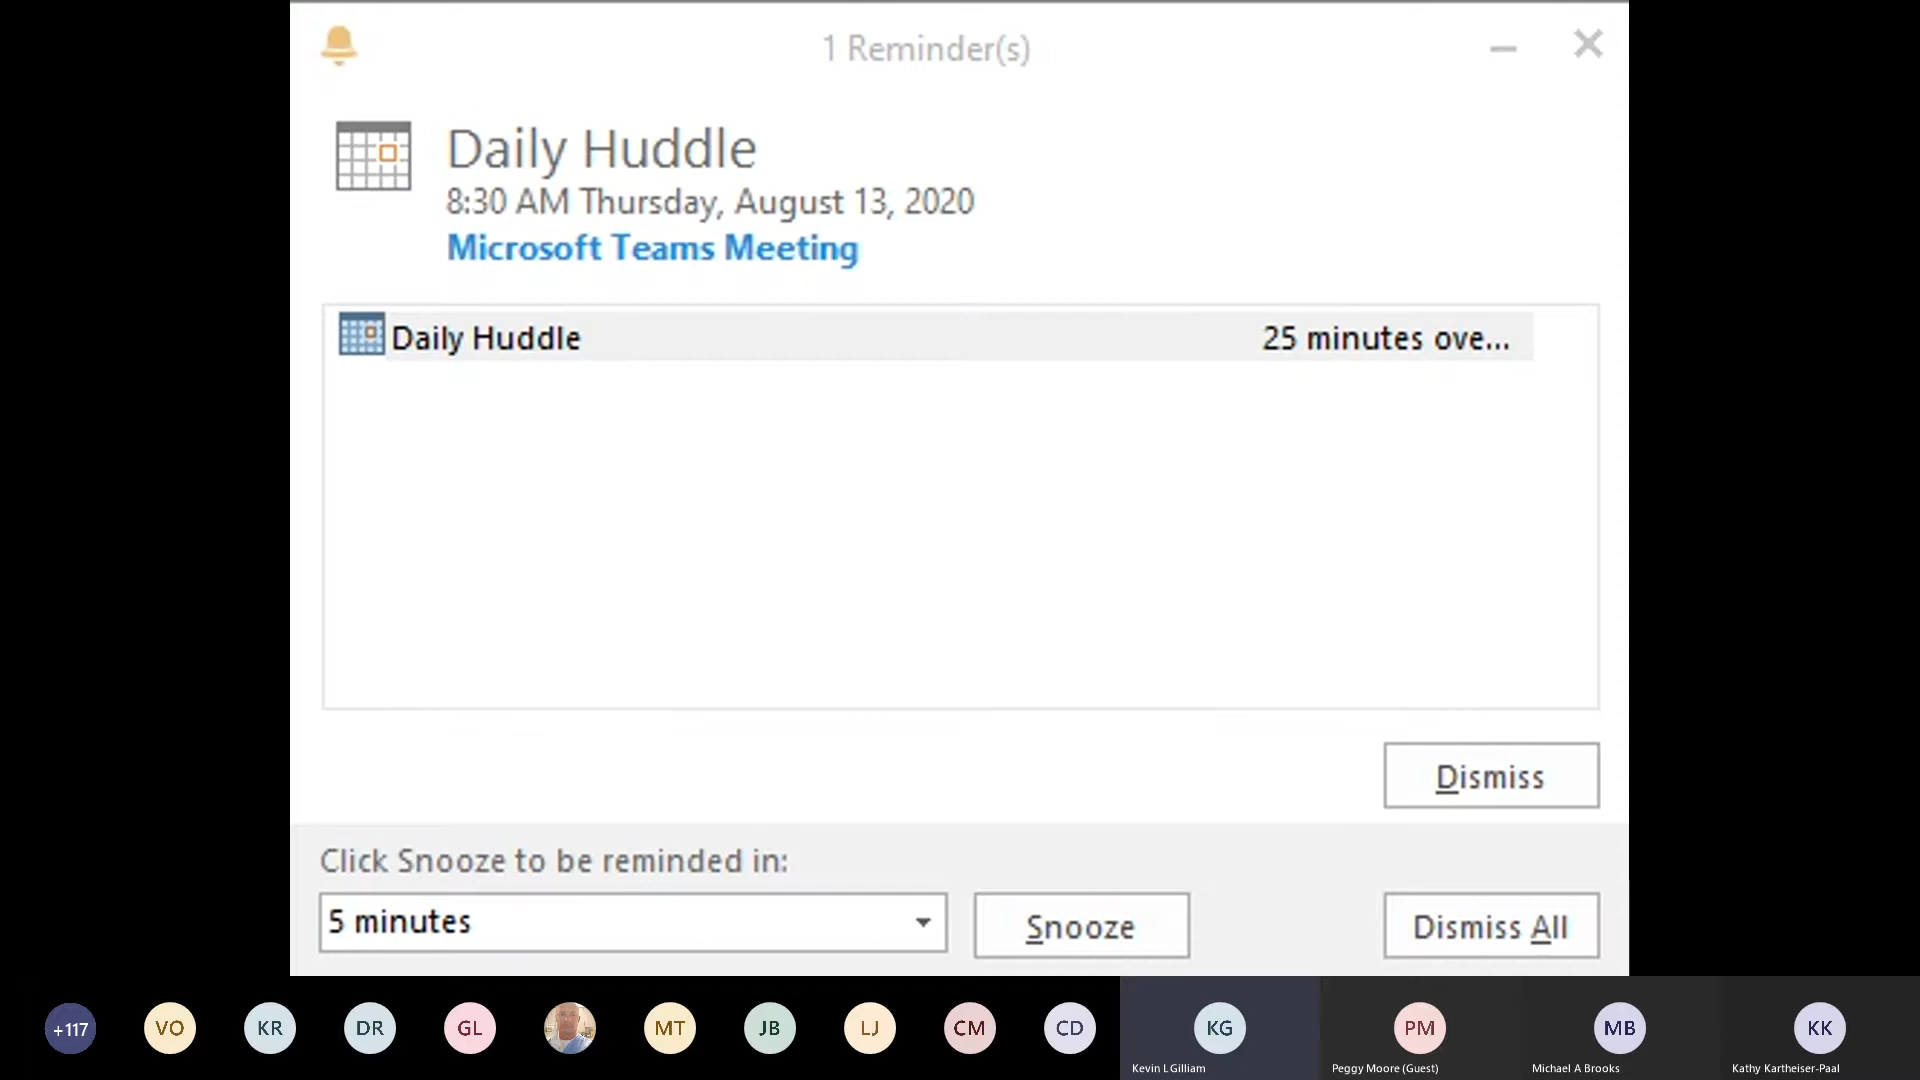 1 Reminder(s)
Daily Huddle
8:30 AM Thursday, August 13, 2020
Microsoft Teams Meeting
Daily Huddle 25 minutes ove...
Dismiss
Click Snooze to be reminded in:
5 minutes Snooze Dismiss All
+117 VO KR DR GL MT JB LJ CM CD KG PM MB KK
Kevin L Gilliam Peggy Moore (Guest) Michael A Brooks Kathy Kartheiser-Paal